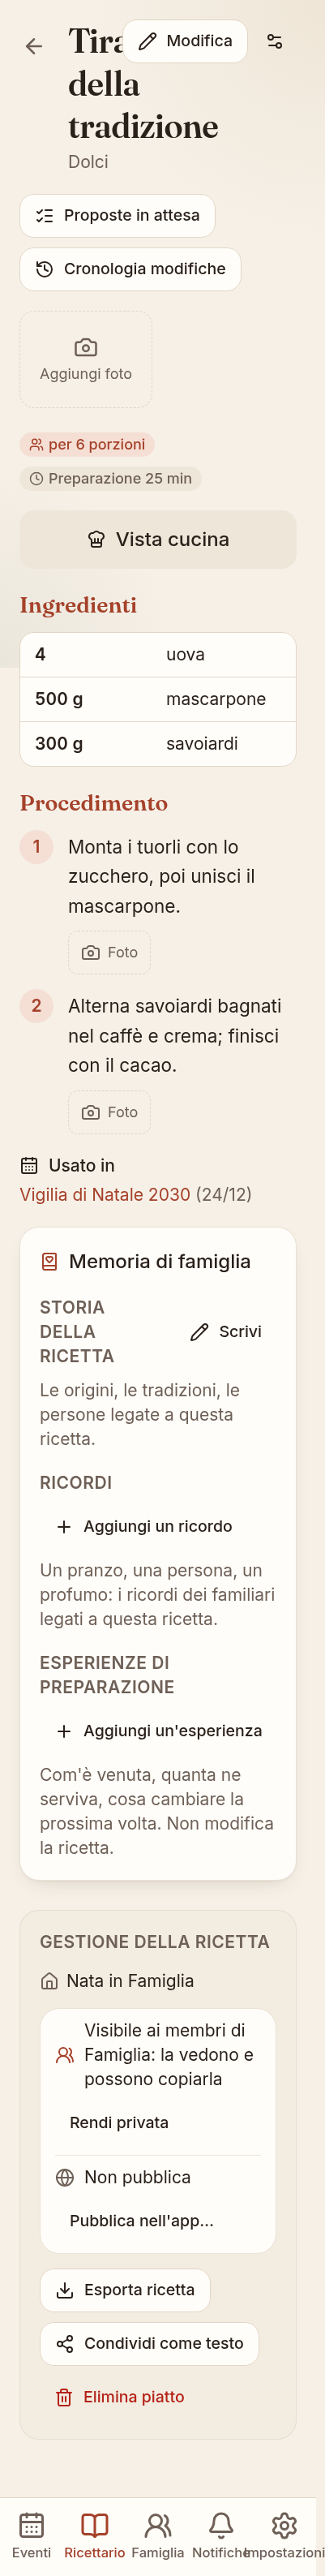 Tira
Modifica
della
tradizione
Dolci
Proposte in attesa
Cronologia modifiche
Aggiungi foto
per 6 porzioni
Preparazione 25 min
Vista cucina
Ingredienti
4 uova
500 g mascarpone
300 g savoiardi
Procedimento
1 Monta i tuorli con lo
zucchero, poi unisci il
mascarpone.
Foto
2 Alterna savoiardi bagnati
nel caffè e crema; finisci
con il cacao.
Foto
Usato in
Vigilia di Natale 2030 (24/12)
Memoria di famiglia
STORIA
DELLA
RICETTA
Scrivi
Le origini, le tradizioni, le
persone legate a questa
ricetta.
RICORDI
Aggiungi un ricordo
Un pranzo, una persona, un
profumo: i ricordi dei familiari
legati a questa ricetta.
ESPERIENZE DI
PREPARAZIONE
Aggiungi un'esperienza
Com'è venuta, quanta ne
serviva, cosa cambiare la
prossima volta. Non modifica
la ricetta.
GESTIONE DELLA RICETTA
Nata in Famiglia
Visibile ai membri di
Famiglia: la vedono e
possono copiarla
Rendi privata
Non pubblica
Pubblica nell'app...
Esporta ricetta
Condividi come testo
Elimina piatto
Eventi Ricettario Famiglia Notifiche Impostazioni